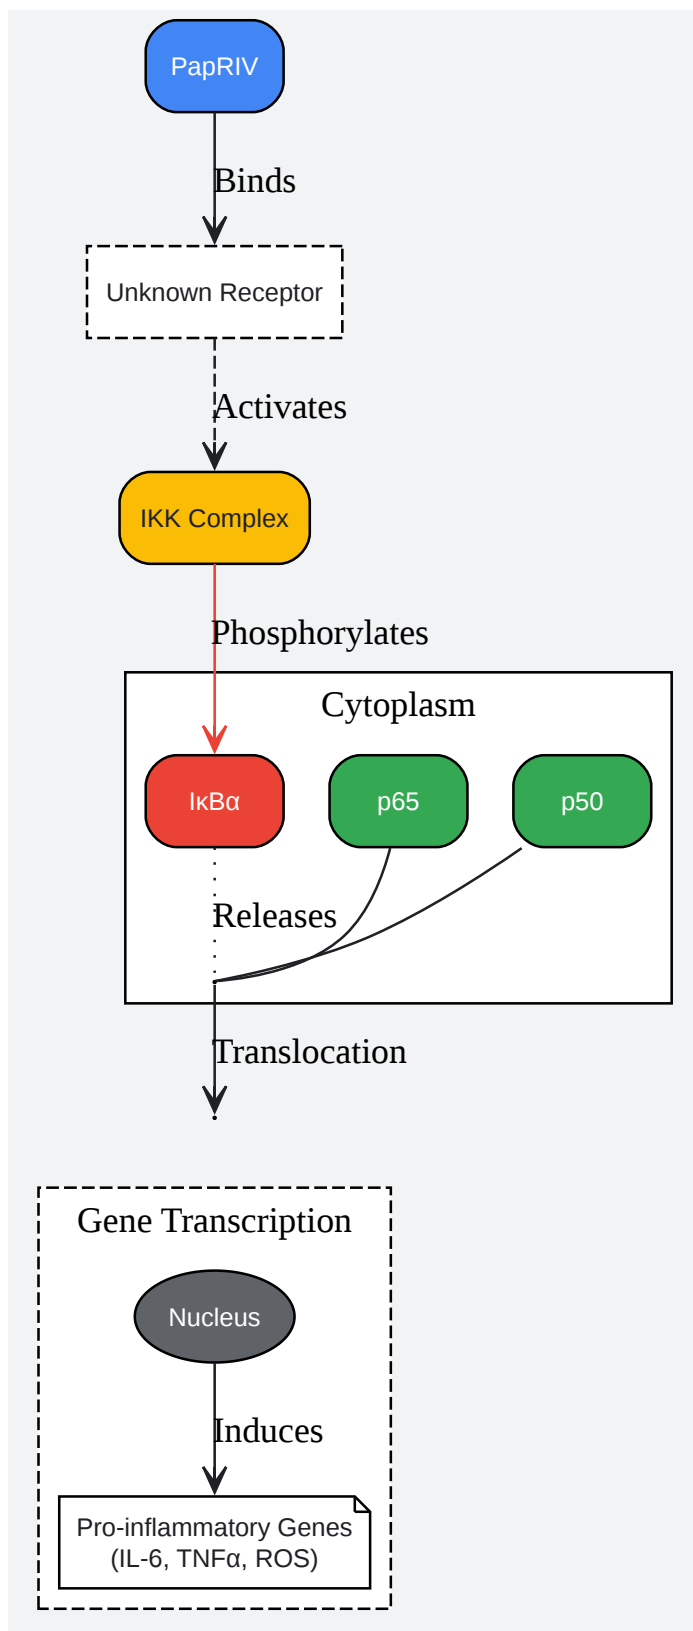 PapRIV
Binds
Unknown Receptor
Activates
IKK Complex
Phosphorylates
Cytoplasm
IκBα
p65
p50
Releases
Translocation
Gene Transcription
Nucleus
Induces
Pro-inflammatory Genes
(IL-6, TNFα, ROS)